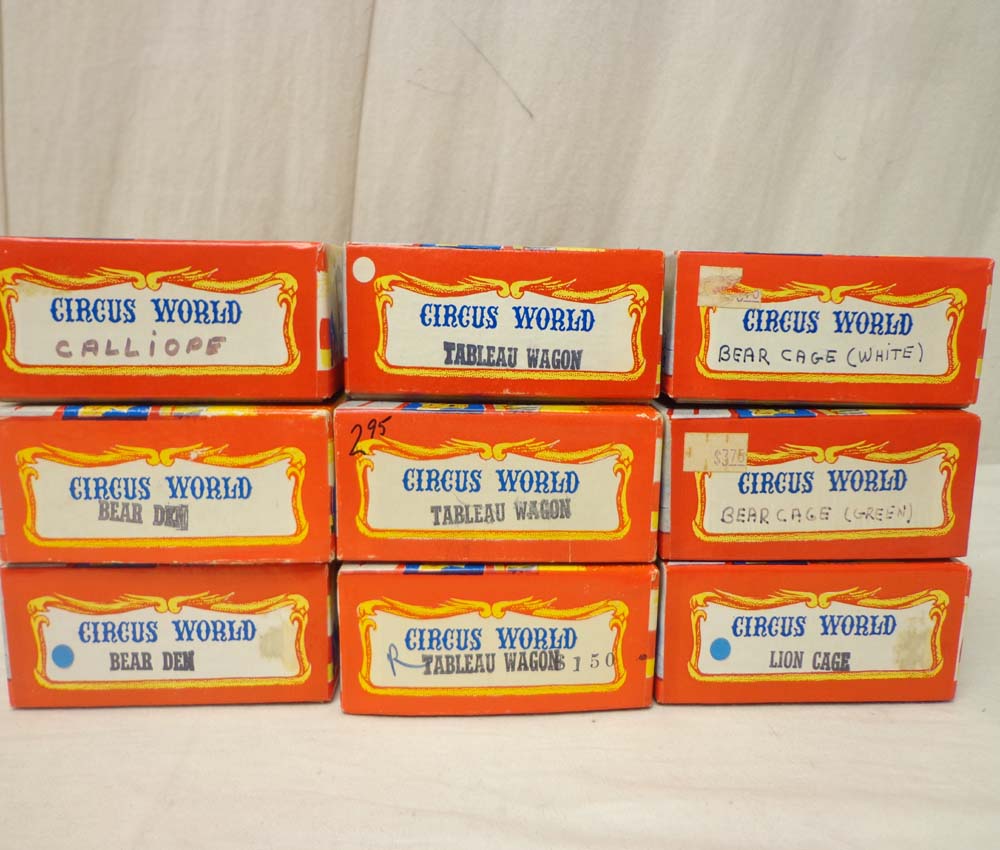 CIRCUS WORLD
CALLIOPE
CIRCUS WORLD
TABLEAU WAGON
CIRCUS WORLD
BEAR CAGE (WHITE)
CIRCUS WORLD
BEAR DEN
295
CIRCUS WORLD
TABLEAU WAGON
$3.75
CIRCUS WORLD
BEAR CAGE (GREEN)
CIRCUS WORLD
BEAR DEN
CIRCUS WORLD
R TABLEAU WAGON $150
CIRCUS WORLD
LION CAGE